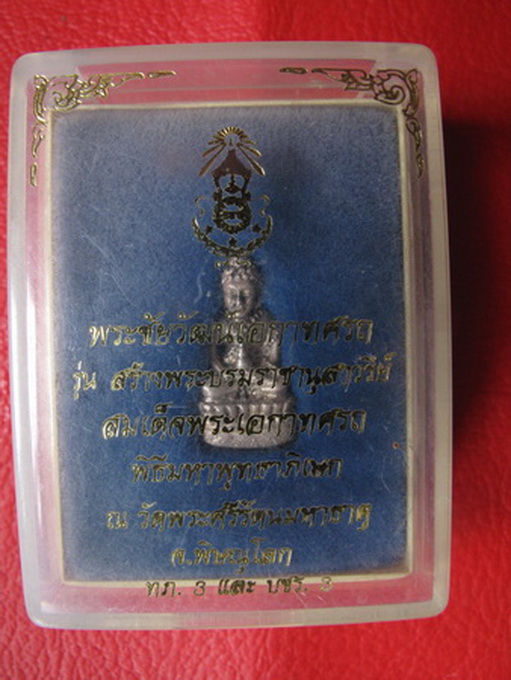 พระชัยวัฒน์เอกาทศรถ
รุ่น สร้างพระบรมราชานุสาวรีย์
สมเด็จพระเอกาทศรถ
พิธีมหาพุทธาภิเษก
ณ วัดพระศรีรัตนมหาธาตุ
จ.พิษณุโลก
ทภ. 3 และ บชร. 3